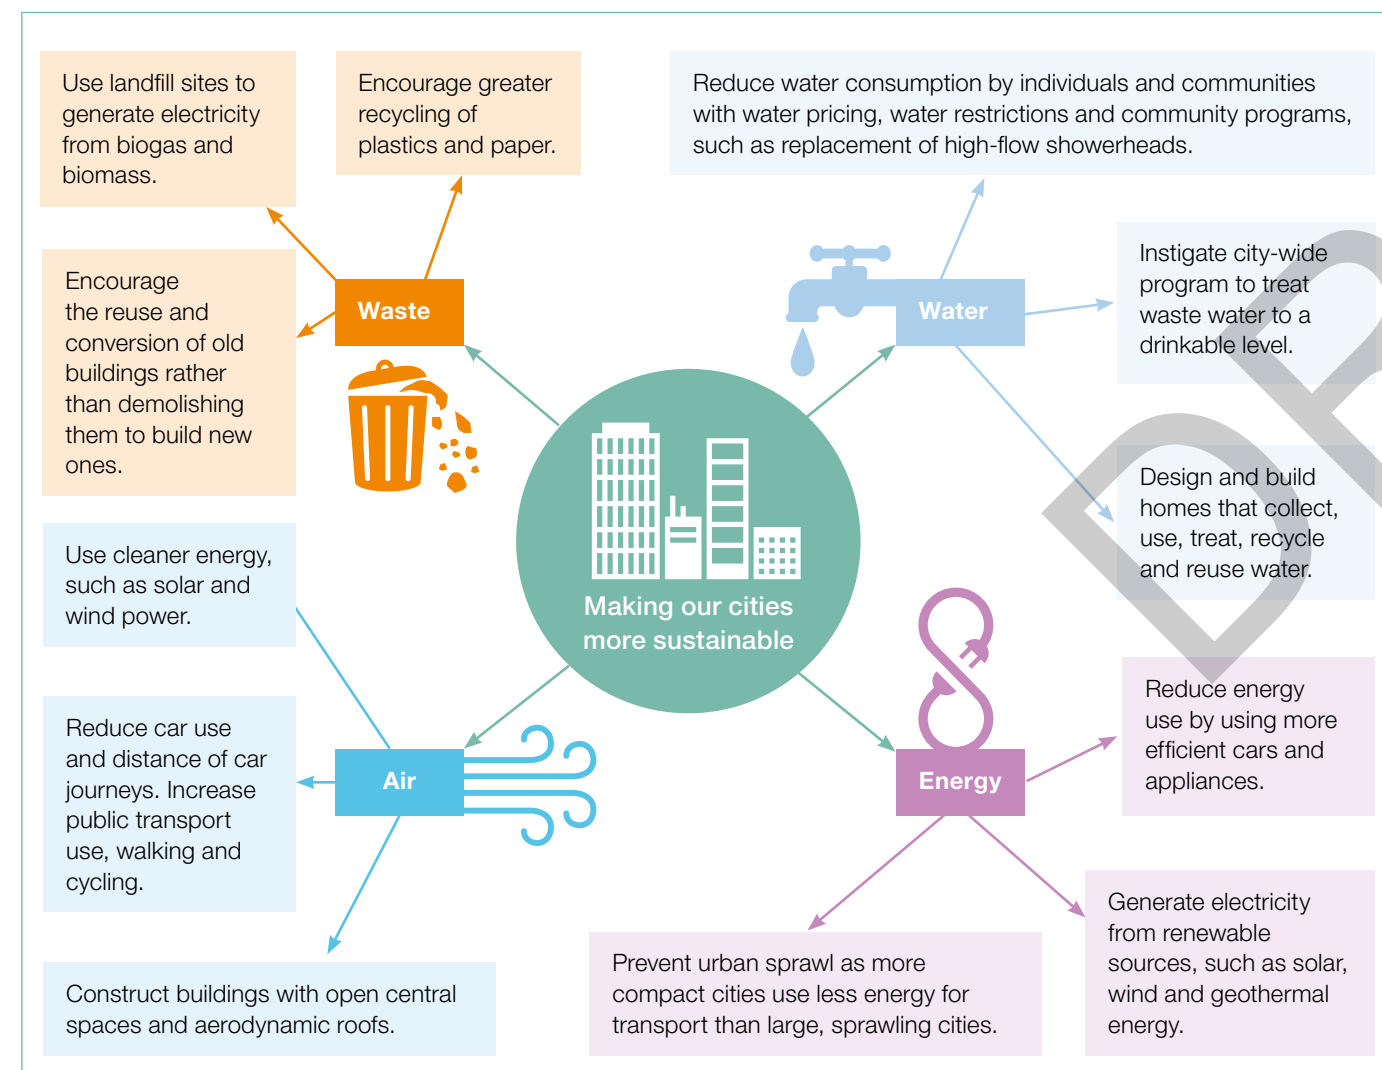 Use landfill sites to
generate electricity
from biogas and
biomass.
Encourage greater
recycling of
plastics and paper.
Reduce water consumption by individuals and communities
with water pricing, water restrictions and community programs,
such as replacement of high-flow showerheads.
Encourage
the reuse and
conversion of old
buildings rather
than demolishing
them to build new
ones.
Waste
Water
Instigate city-wide
program to treat
waste water to a
drinkable level.
Design and build
homes that collect,
use, treat, recycle
and reuse water.
Making our cities
more sustainable
Use cleaner energy,
such as solar and
wind power.
Reduce car use
and distance of car
journeys. Increase
public transport
use, walking and
cycling.
Air
Energy
Reduce energy
use by using more
efficient cars and
appliances.
Construct buildings with open central
spaces and aerodynamic roofs.
Prevent urban sprawl as more
compact cities use less energy for
transport than large, sprawling cities.
Generate electricity
from renewable
sources, such as solar,
wind and geothermal
energy.
DR